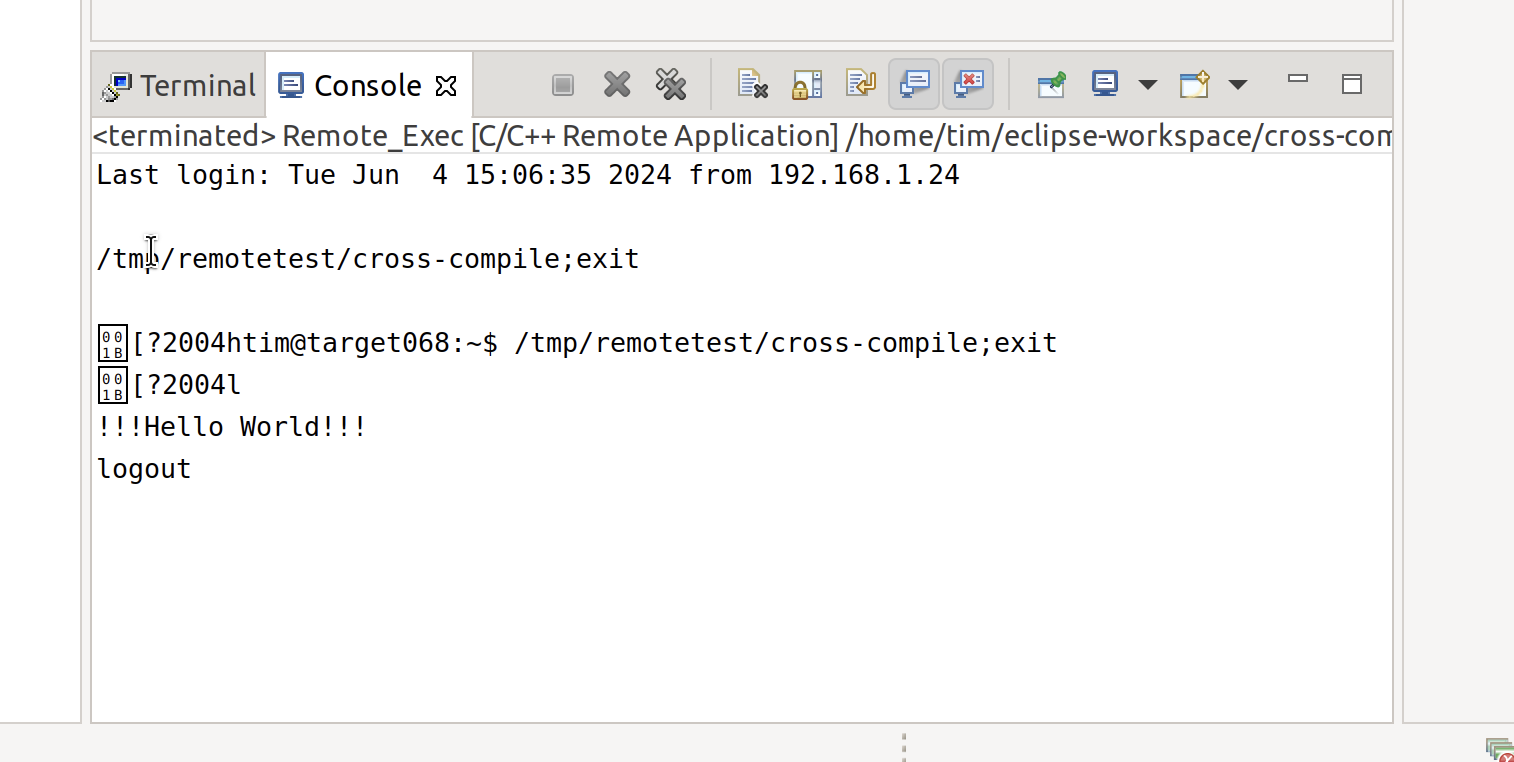 Terminal Console
<terminated> Remote_Exec [C/C++ Remote Application] /home/tim/eclipse-workspace/cross-com
Last login: Tue Jun  4 15:06:35 2024 from 192.168.1.24
/tmp/remotetest/cross-compile;exit
001B[?2004htim@target068:~$ /tmp/remotetest/cross-compile;exit
001B[?2004l
!!!Hello World!!!
logout